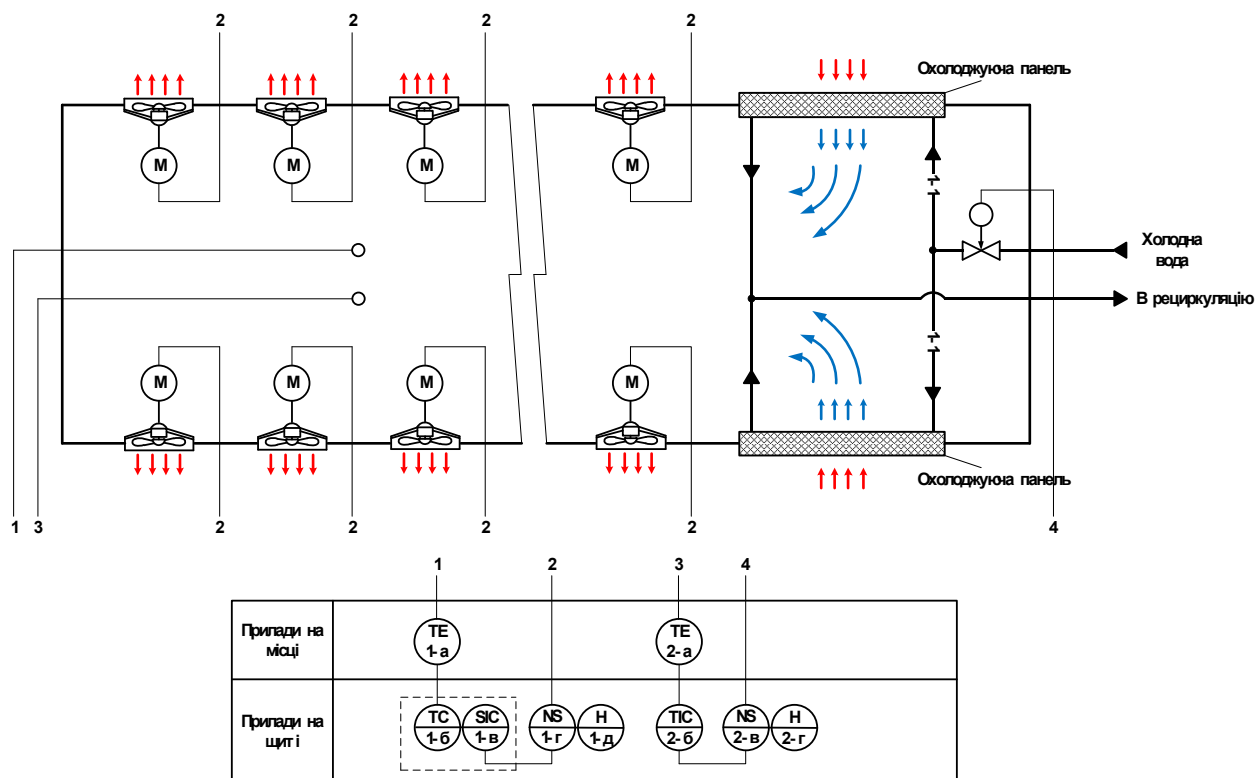 2 2 2 2
Охолоджуюча панель
M M M M
Холодна
вода
В рециркуляцію
M M M M
Охолоджуюча панель
1 3 2 2 2 2 4
1 2 3 4
Прилади на
місці
TE
1-а
TE
2-а
Прилади на
щиті
TC
1-б
SIC
1-в
NS
1-г
H
1-д
TIC
2-б
NS
2-в
H
2-г